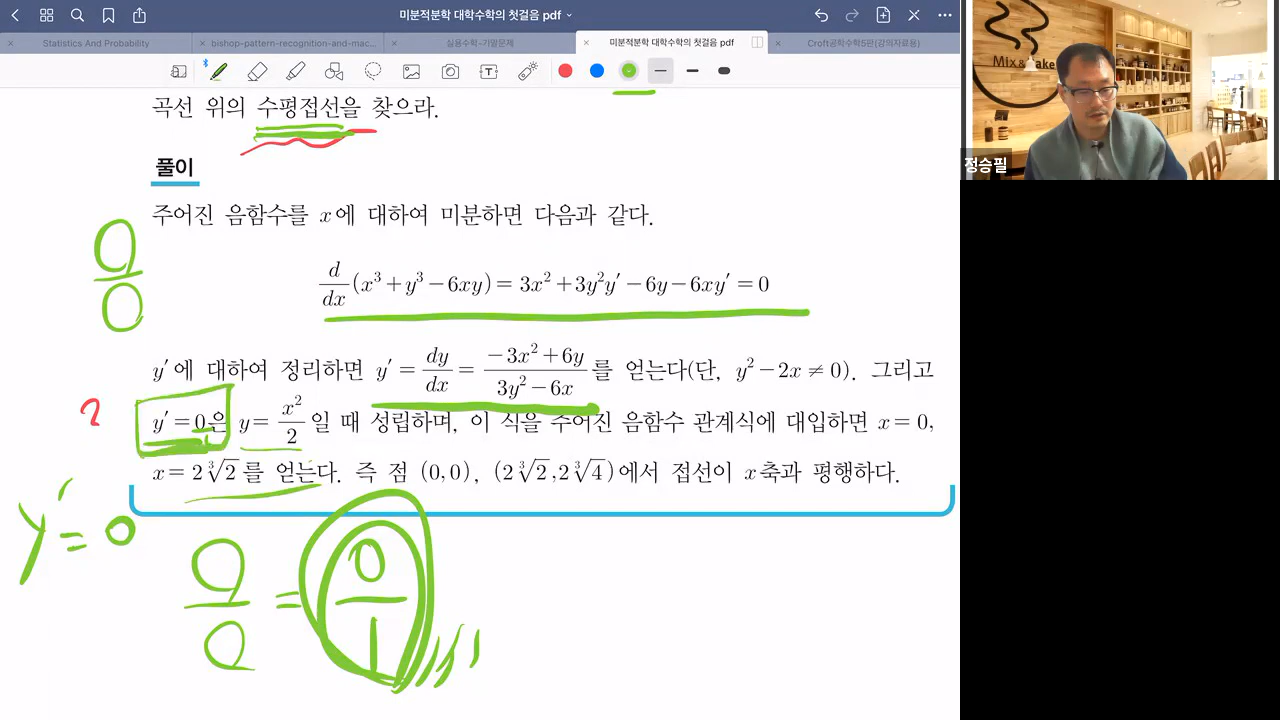 미분적분학 대학수학의 첫걸음 pdf
Statistics And Probability
bishop-pattern-recognition-and-mac...
실용수학-기말문제
미분적분학 대학수학의 첫걸음 pdf
Croft공학수학5판(강의자료용)
곡선 위의 수평접선을 찾으라.
풀이
주어진 음함수를 x에 대하여 미분하면 다음과 같다.
d/dx (x³+y³−6xy) = 3x²+3y²y′−6y−6xy′ = 0
y′에 대하여 정리하면 y′ = dy/dx = (−3x²+6y)/(3y²−6x) 를 얻는다(단, y²−2x ≠ 0). 그리고
y′=0은 y= x²/2 일 때 성립하며, 이 식을 주어진 음함수 관계식에 대입하면 x=0,
x=2∛2 를 얻는다. 즉 점 (0,0), (2∛2, 2∛4)에서 접선이 x축과 평행하다.
0/0
?
y′=0
0/0 = 0/1
정승필